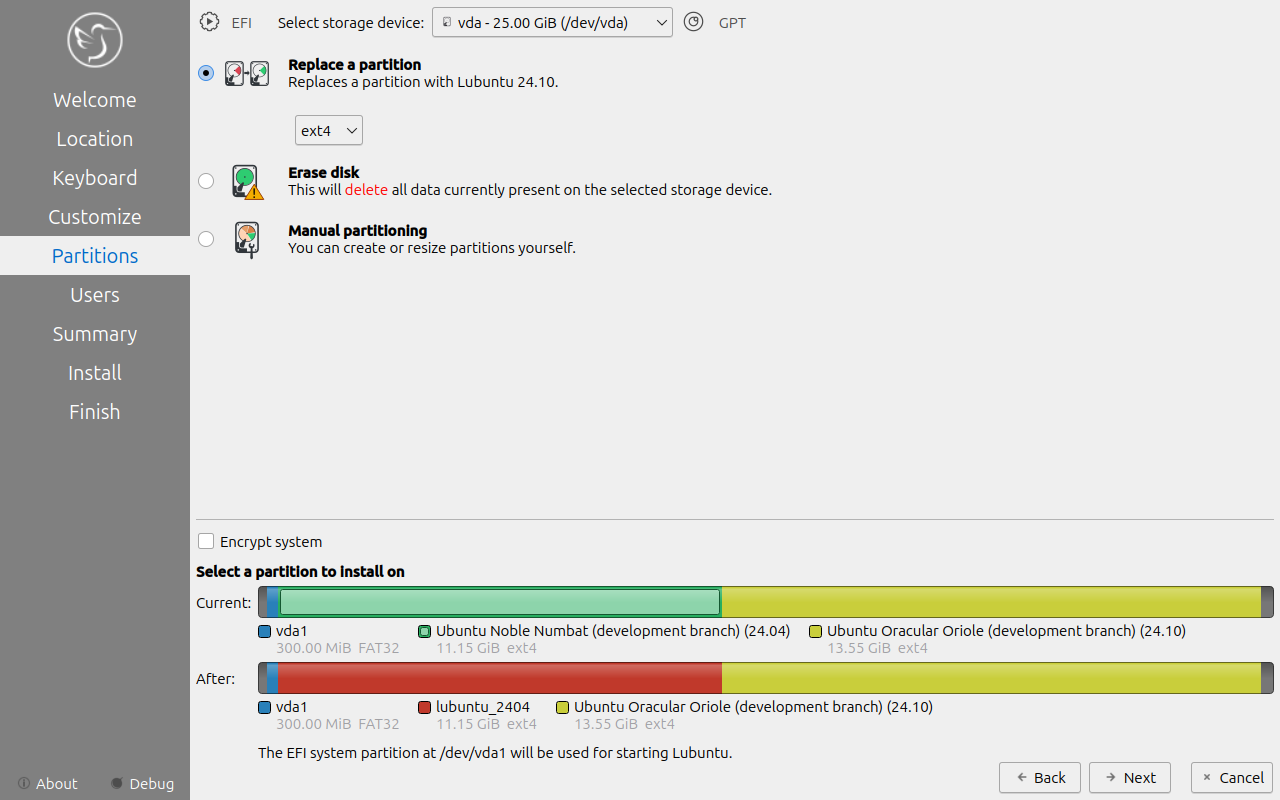 EFI Select storage device: vda - 25.00 GiB (/dev/vda) GPT
Replace a partition
Replaces a partition with Lubuntu 24.10.
ext4
Erase disk
This will delete all data currently present on the selected storage device.
Manual partitioning
You can create or resize partitions yourself.
Welcome
Location
Keyboard
Customize
Partitions
Users
Summary
Install
Finish
Encrypt system
Select a partition to install on
Current:
vda1 Ubuntu Noble Numbat (development branch) (24.04) Ubuntu Oracular Oriole (development branch) (24.10)
300.00 MiB FAT32 11.15 GiB ext4 13.55 GiB ext4
After:
vda1 lubuntu_2404 Ubuntu Oracular Oriole (development branch) (24.10)
300.00 MiB FAT32 11.15 GiB ext4 13.55 GiB ext4
The EFI system partition at /dev/vda1 will be used for starting Lubuntu.
About Debug
Back Next Cancel